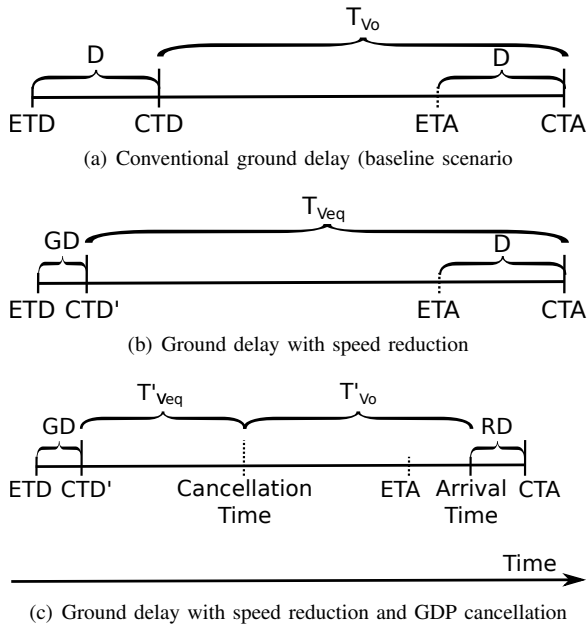 T_Vo
D
D
ETD
CTD
ETA
CTA
(a) Conventional ground delay (baseline scenario
T_Veq
GD
D
ETD CTD'
ETA
CTA
(b) Ground delay with speed reduction
T'_Veq
T'_Vo
GD
RD
ETD CTD'
Cancellation Time
ETA
Arrival Time
CTA
Time
(c) Ground delay with speed reduction and GDP cancellation